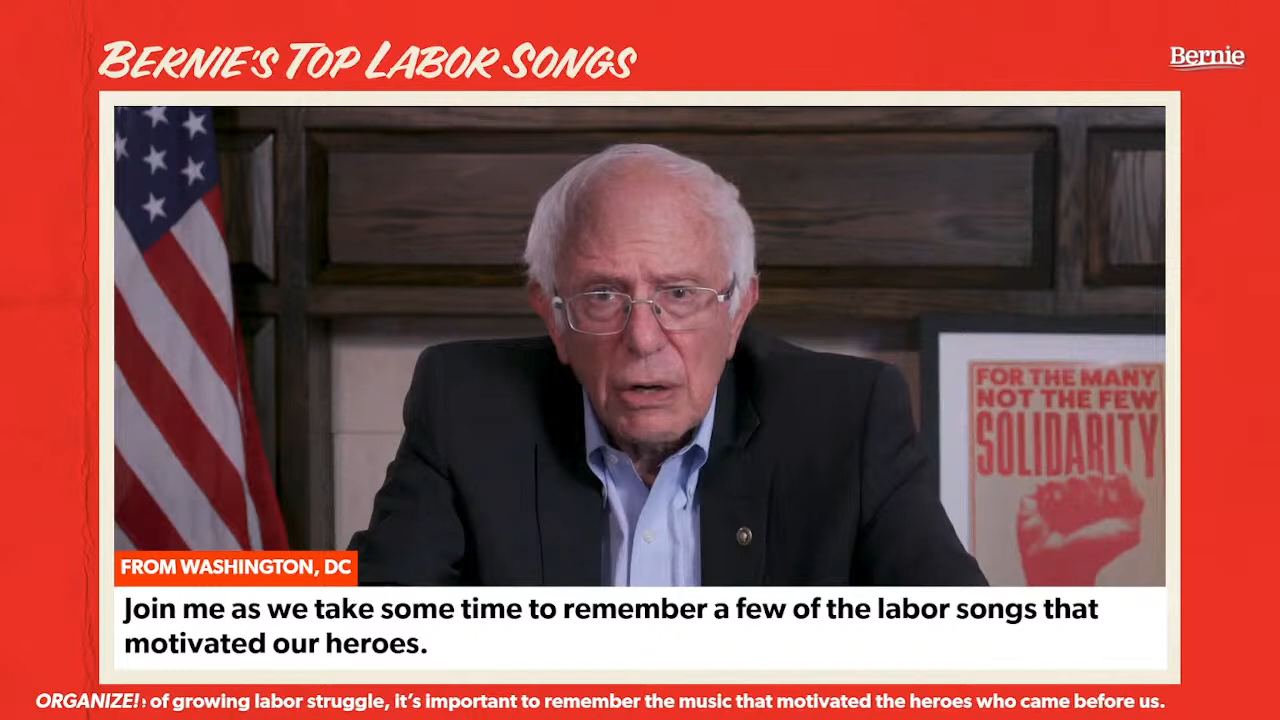 BERNIE'S TOP LABOR SONGS
Bernie
FOR THE MANY
NOT THE FEW
SOLIDARITY
FROM WASHINGTON, DC
Join me as we take some time to remember a few of the labor songs that
motivated our heroes.
ORGANIZE! of growing labor struggle, it's important to remember the music that motivated the heroes who came before us.